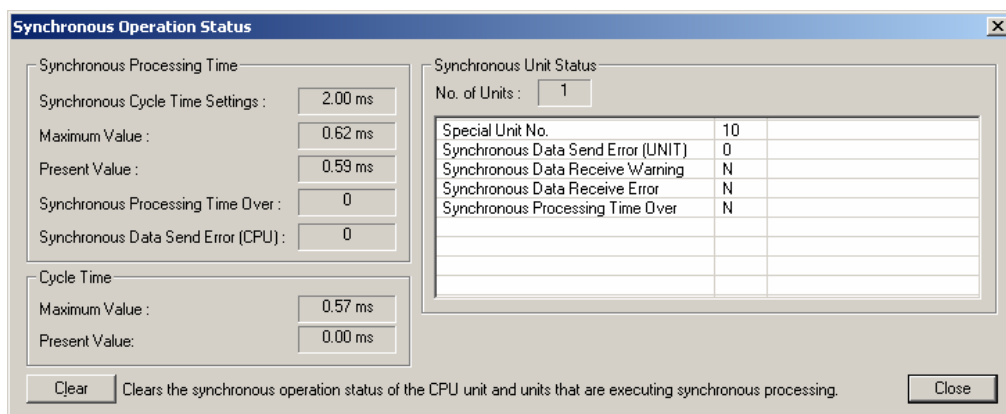 Synchronous Operation Status
Synchronous Processing Time
Synchronous Cycle Time Settings : 2.00 ms
Maximum Value : 0.62 ms
Present Value : 0.59 ms
Synchronous Processing Time Over : 0
Synchronous Data Send Error (CPU) : 0
Cycle Time
Maximum Value : 0.57 ms
Present Value: 0.00 ms
Synchronous Unit Status
No. of Units : 1
Special Unit No. 10
Synchronous Data Send Error (UNIT) 0
Synchronous Data Receive Warning N
Synchronous Data Receive Error N
Synchronous Processing Time Over N
Clear Clears the synchronous operation status of the CPU unit and units that are executing synchronous processing. Close